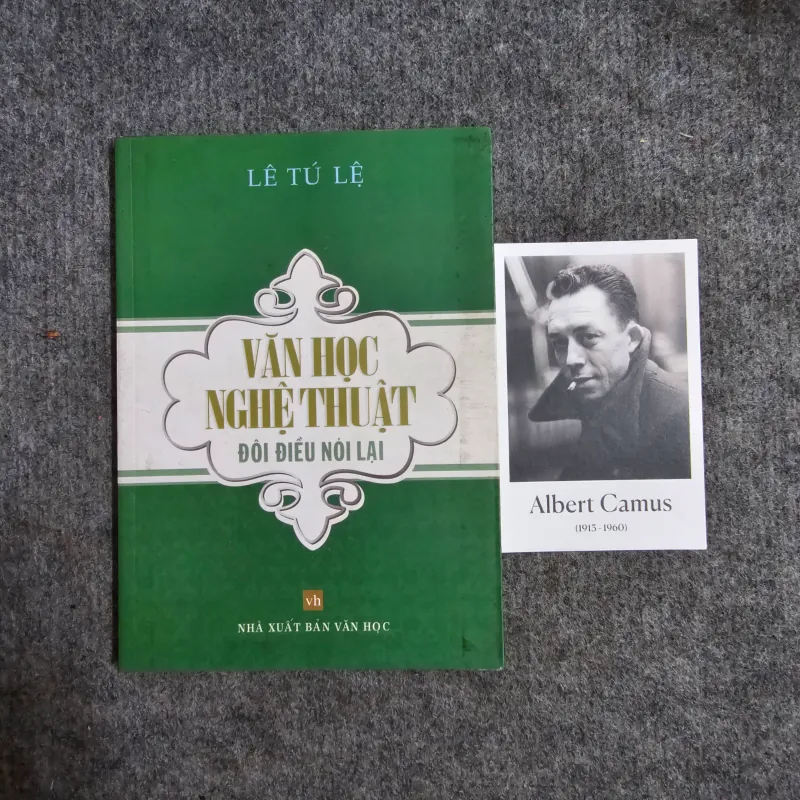 LÊ TÚ LỆ
VĂN HỌC
NGHỆ THUẬT
ĐÔI ĐIỀU NÓI LẠI
vh
NHÀ XUẤT BẢN VĂN HỌC
Albert Camus
(1913 - 1960)